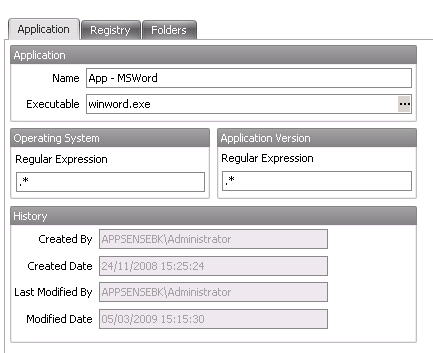 Application Registry Folders
Application
Name App - MSWord
Executable winword.exe ...
Operating System
Regular Expression
.*
Application Version
Regular Expression
.*
History
Created By APPSENSEBK\Administrator
Created Date 24/11/2008 15:25:24
Last Modified By APPSENSEBK\Administrator
Modified Date 05/03/2009 15:15:30